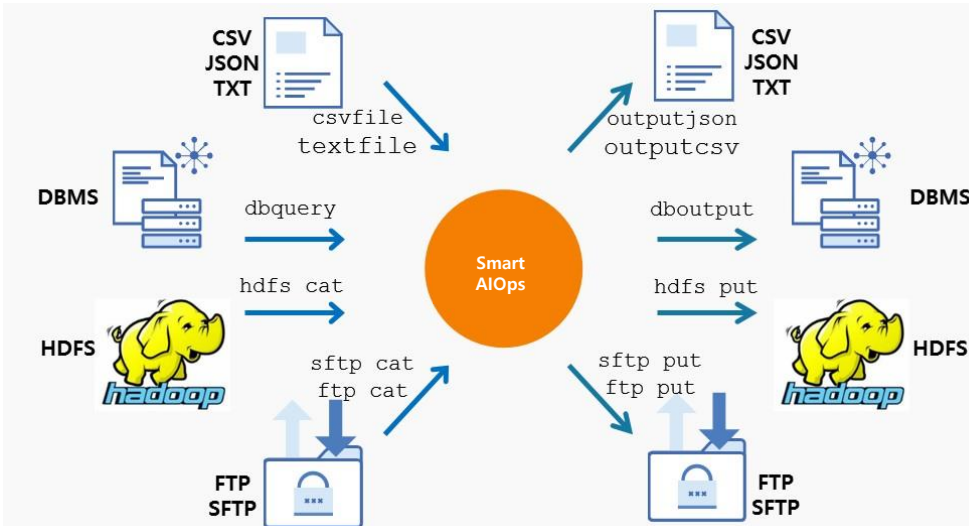 CSV
JSON
TXT
csvfile
textfile
CSV
JSON
TXT
outputjson
outputcsv
DBMS
dbquery
dboutput
DBMS
Smart
AIOps
HDFS
hadoop
hdfs cat
hdfs put
HDFS
hadoop
sftp cat
ftp cat
sftp put
ftp put
FTP
SFTP
***
FTP
SFTP
***